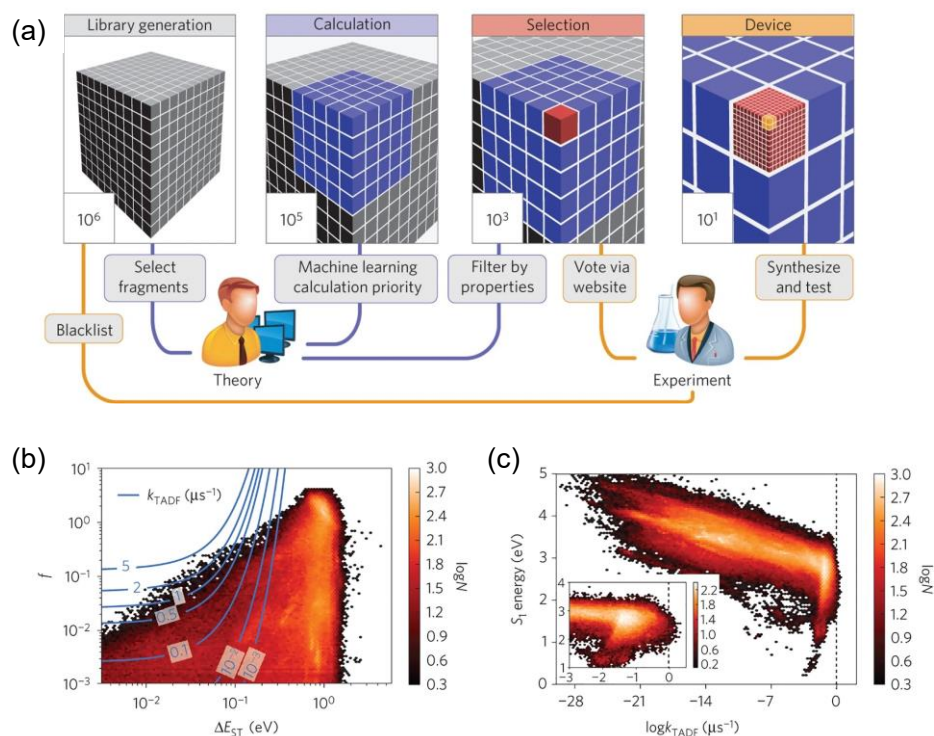 (a)
Library generation
Calculation
Selection
Device
10⁶
10⁵
10³
10¹
Select
fragments
Machine learning
calculation priority
Filter by
properties
Vote via
website
Synthesize
and test
Blacklist
Theory
Experiment
(b)
10¹
10⁰
10⁻¹
10⁻²
10⁻³
f
k_TADF (μs⁻¹)
5
2
1
0.5
0.1
10⁻² 10⁻¹ 10⁰
ΔE_ST (eV)
3.0
2.7
2.4
2.1
1.8
1.5
1.2
0.9
0.6
0.3
logN
(c)
5
4
3
2
1
0
S₁ energy (eV)
4
3
2
1
-3 -2 -1 0
2.2
1.8
1.4
1.0
0.6
0.2
−28 −21 −14 −7 0
logk_TADF (μs⁻¹)
3.0
2.7
2.4
2.1
1.8
1.5
1.2
0.9
0.6
0.3
logN